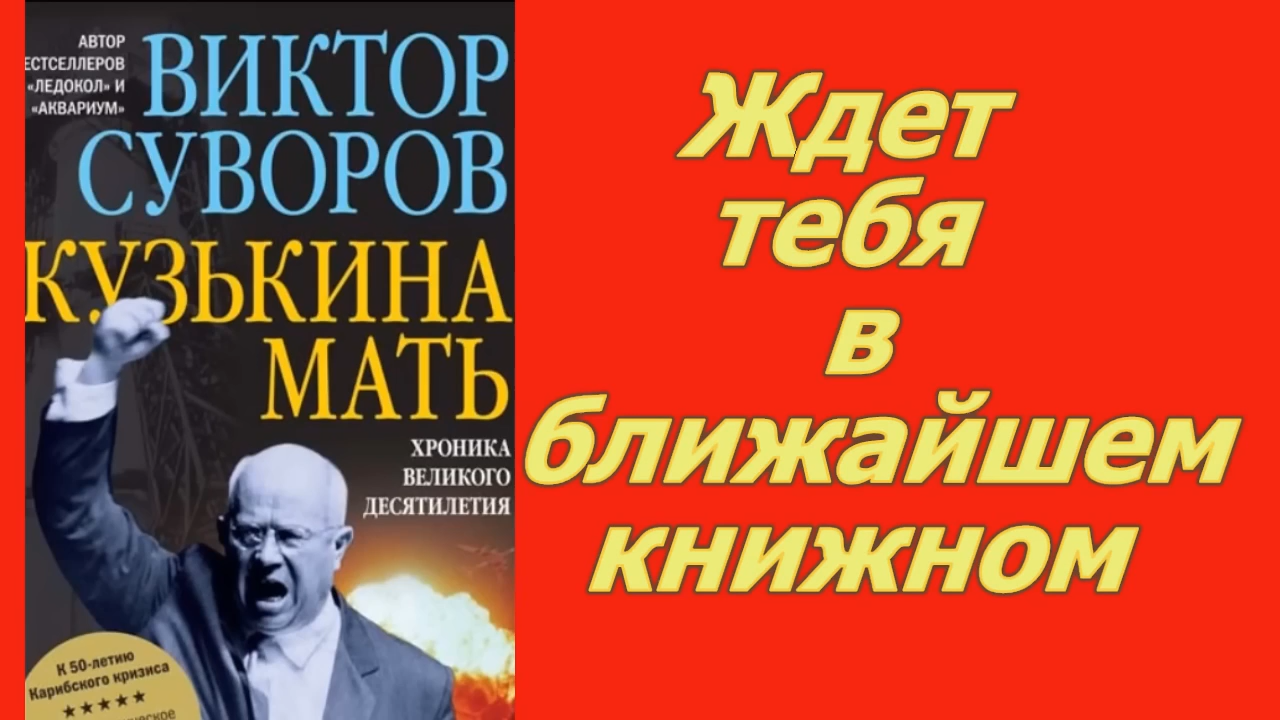 АВТОР
ЕСТСЕЛЛЕРОВ
«ЛЕДОКОЛ» И
«АКВАРИУМ»
ВИКТОР
СУВОРОВ
КУЗЬКИНА
МАТЬ
ХРОНИКА
ВЕЛИКОГО
ДЕСЯТИЛЕТИЯ
К 50-летию
Карибского кризиса
Ждет
тебя
в
ближайшем
книжном